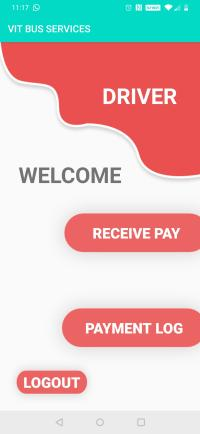 11:17
VIT BUS SERVICES
DRIVER
WELCOME
RECEIVE PAY
PAYMENT LOG
LOGOUT